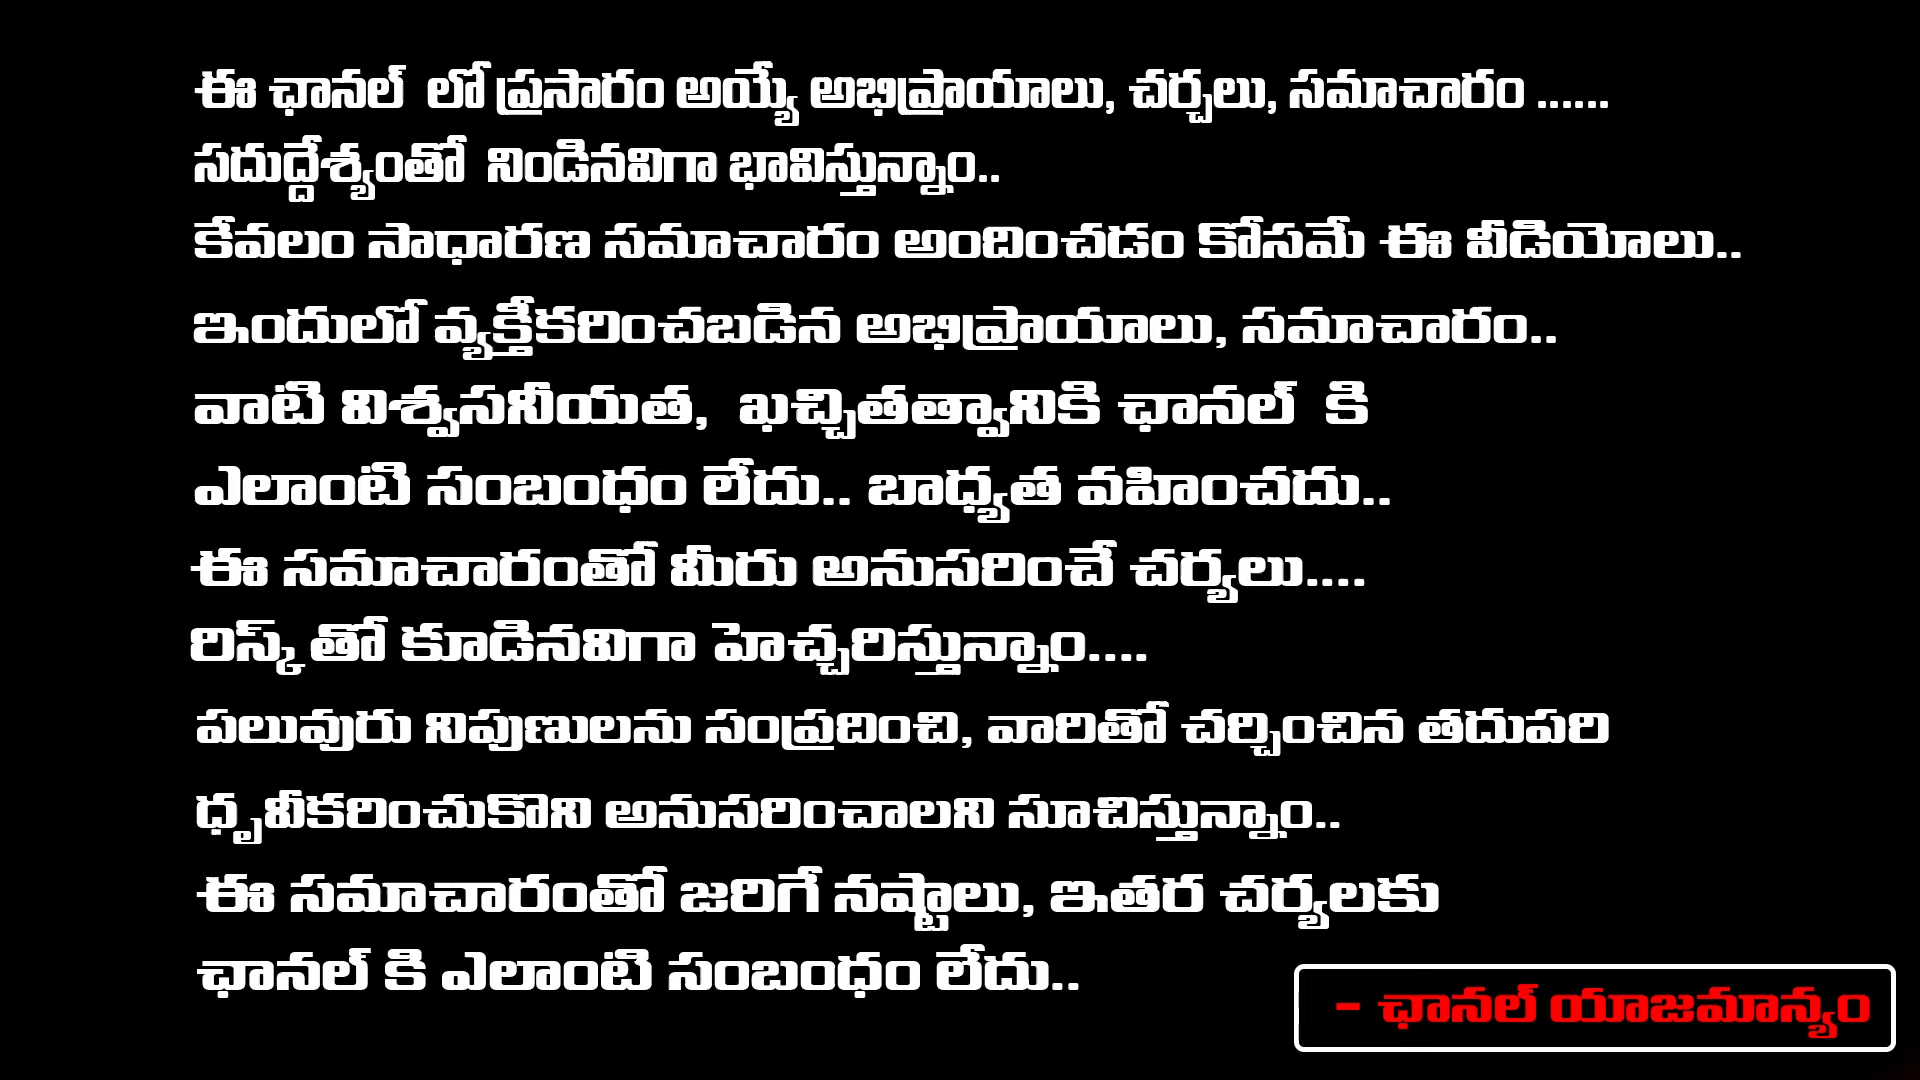 ఈ ఛానల్ లో ప్రసారం అయ్యే అభిప్రాయాలు, చర్చలు, సమాచారం ......
సదుద్దేశ్యంతో నిండినవిగా భావిస్తున్నాం..
కేవలం సాధారణ సమాచారం అందించడం కోసమే ఈ వీడియోలు..
ఇందులో వ్యక్తీకరించబడిన అభిప్రాయాలు, సమాచారం..
వాటి విశ్వసనీయత, ఖచ్చితత్వానికి ఛానల్ కి
ఎలాంటి సంబంధం లేదు.. బాధ్యత వహించదు..
ఈ సమాచారంతో మీరు అనుసరించే చర్యలు....
రిస్క్ తో కూడినవిగా హెచ్చరిస్తున్నాం....
పలువురు నిపుణులను సంప్రదించి, వారితో చర్చించిన తదుపరి
ధృవీకరించుకొని అనుసరించాలని సూచిస్తున్నాం..
ఈ సమాచారంతో జరిగే నష్టాలు, ఇతర చర్యలకు
ఛానల్ కి ఎలాంటి సంబంధం లేదు..
- ఛానల్ యాజమాన్యం